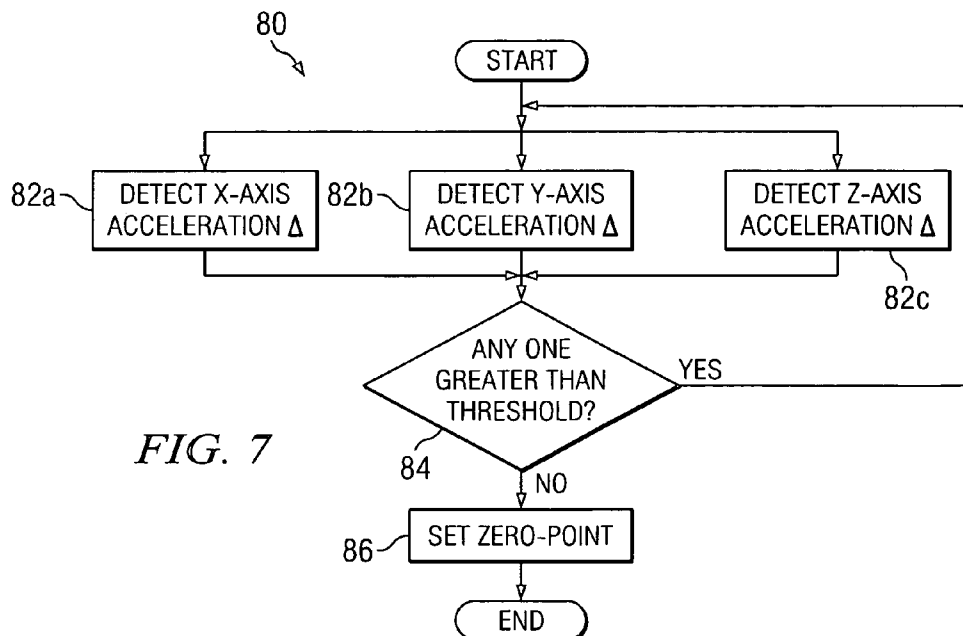 80
START
82a
DETECT X-AXIS
ACCELERATION Δ
82b
DETECT Y-AXIS
ACCELERATION Δ
DETECT Z-AXIS
ACCELERATION Δ
82c
ANY ONE
GREATER THAN
THRESHOLD?
YES
84
FIG. 7
NO
86
SET ZERO-POINT
END